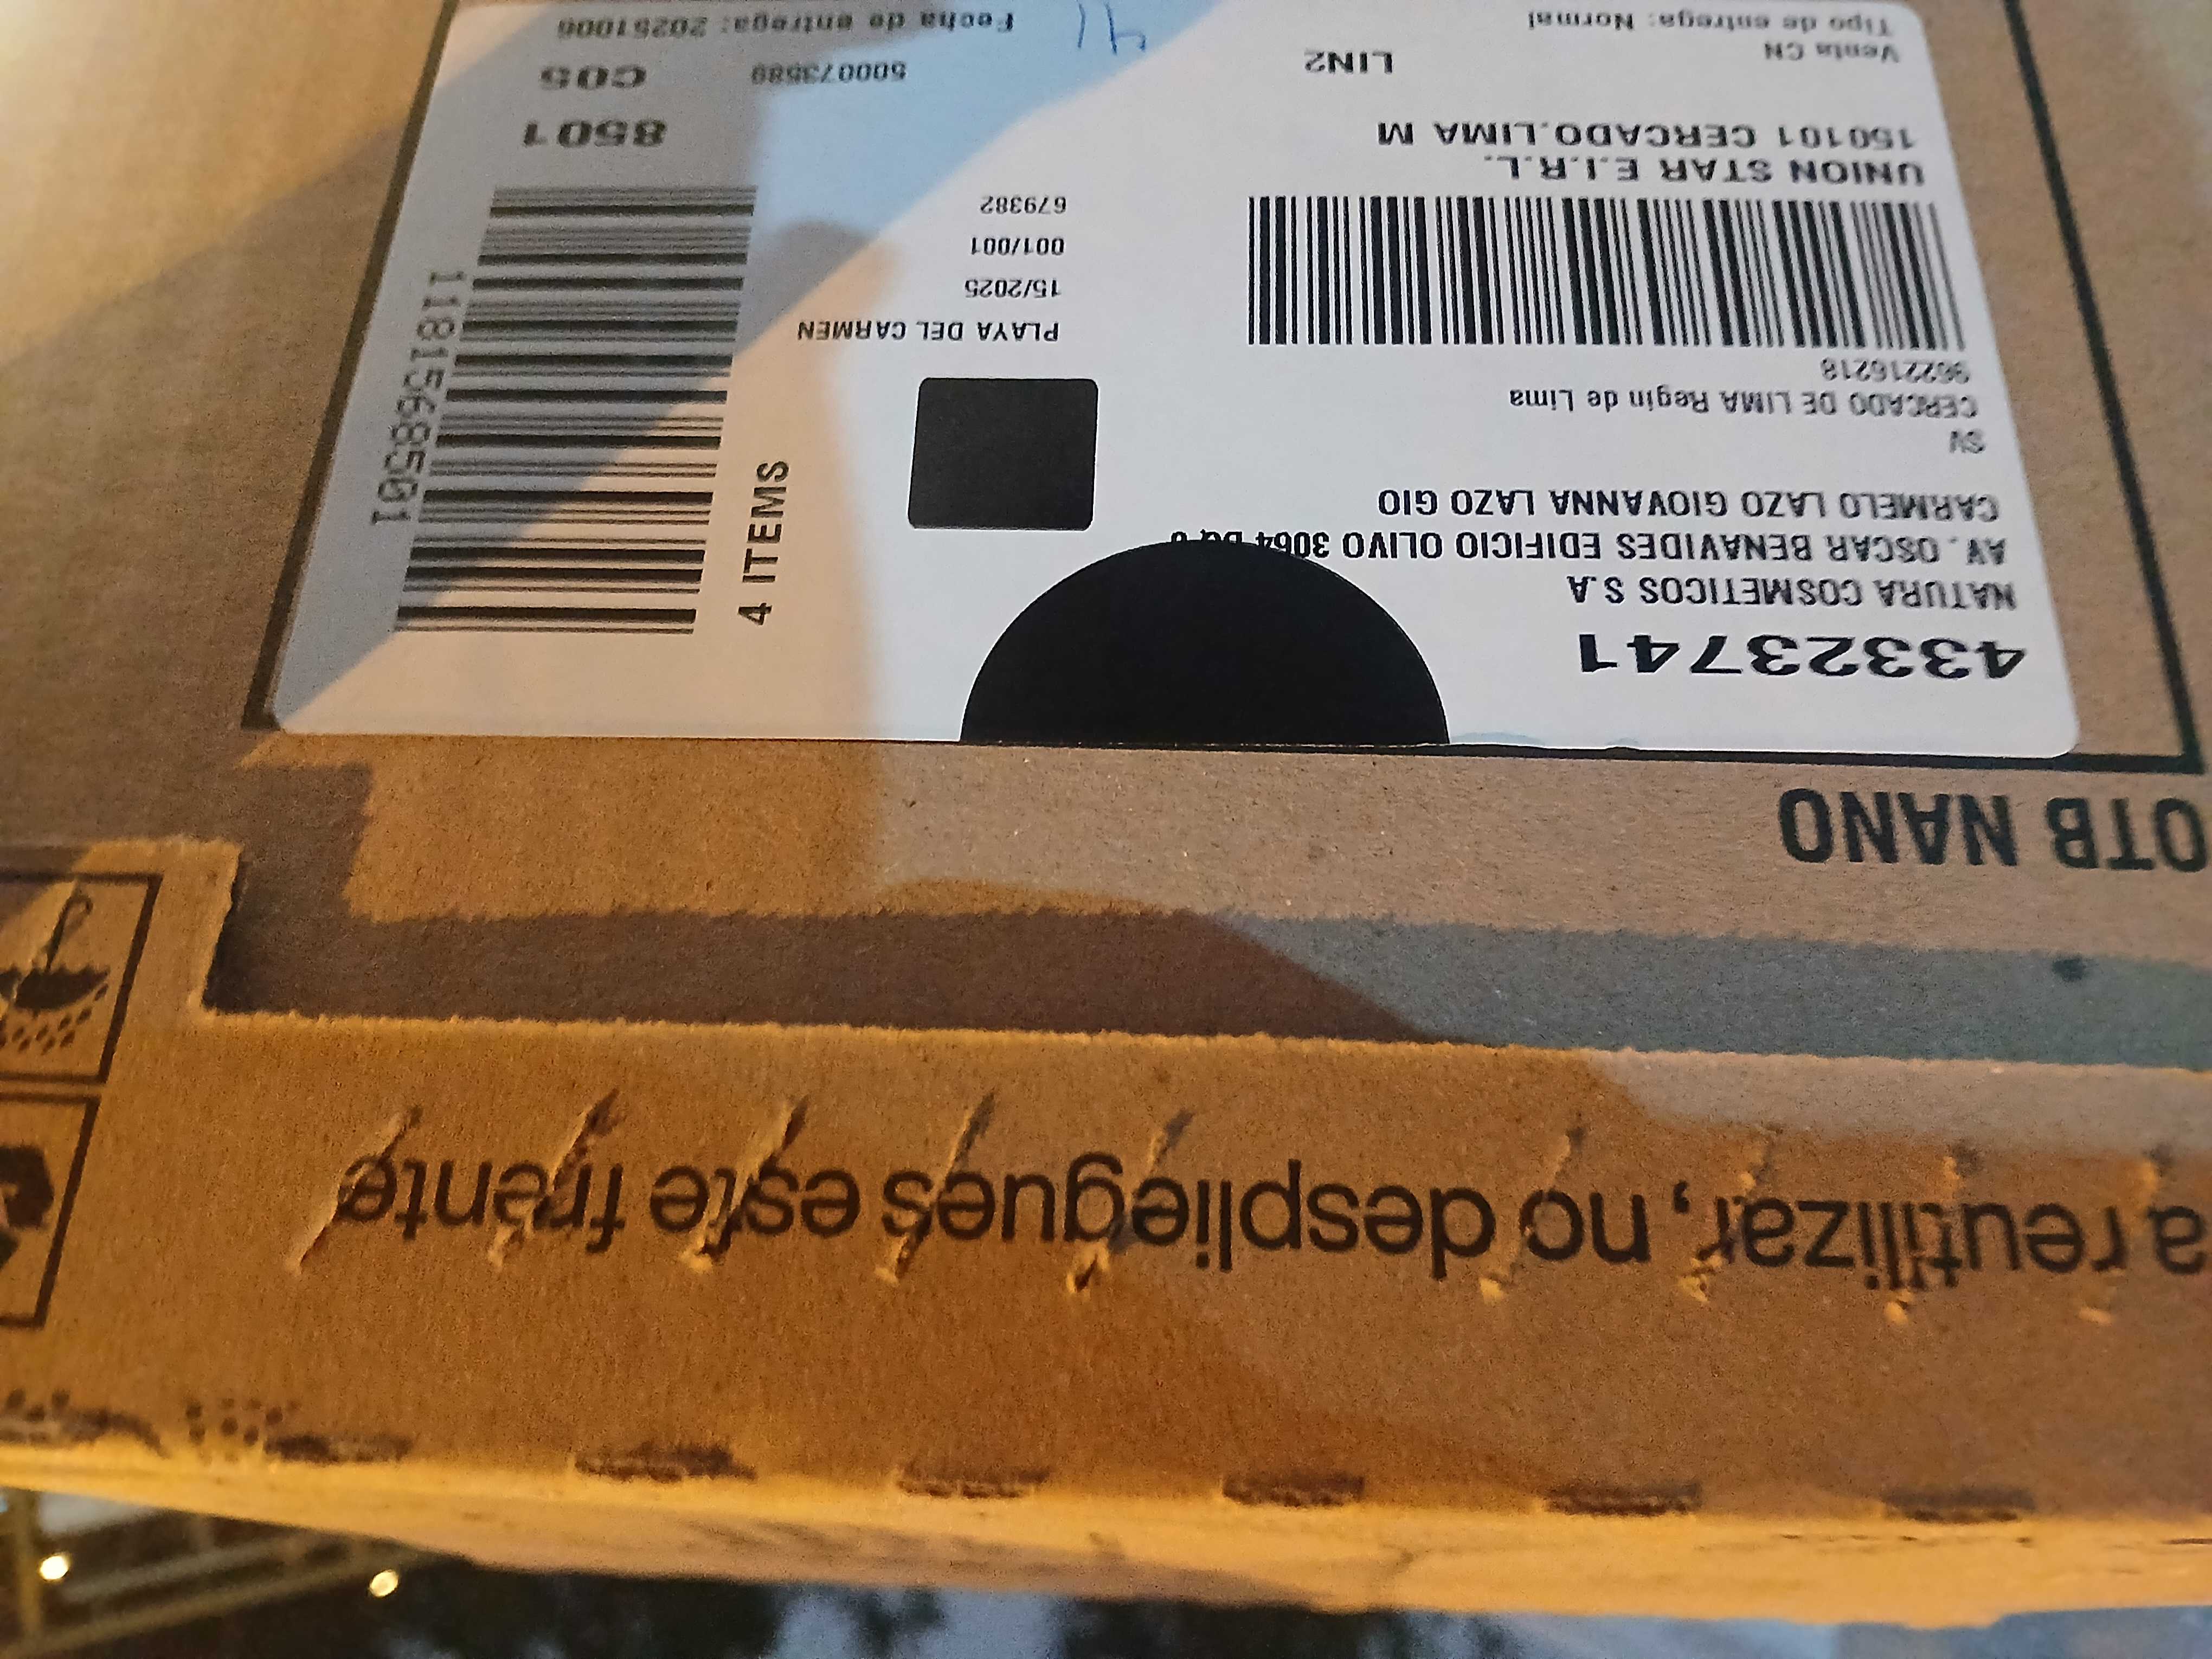 a reutilizar, no despliegues este frente
OTB NANO
43323741
NATURA COSMETICOS S.A
AV. OSCAR BENAVIDES EDIFICIO OLIVO 3064
CARMELO LAZO GIOVANNA LAZO GIO
SV
CERCADO DE LIMA Regin de Lima
962216218
UNION STAR E.I.R.L.
150101 CERCADO.LIMA M
Venta CN
LIN2
Tipo de entrega: Normal
4 ITEMS
PLAYA DEL CARMEN
15/2025
001/001
679382
1181568501
8501
500073589
C05
Fecha de entrega: 20251006